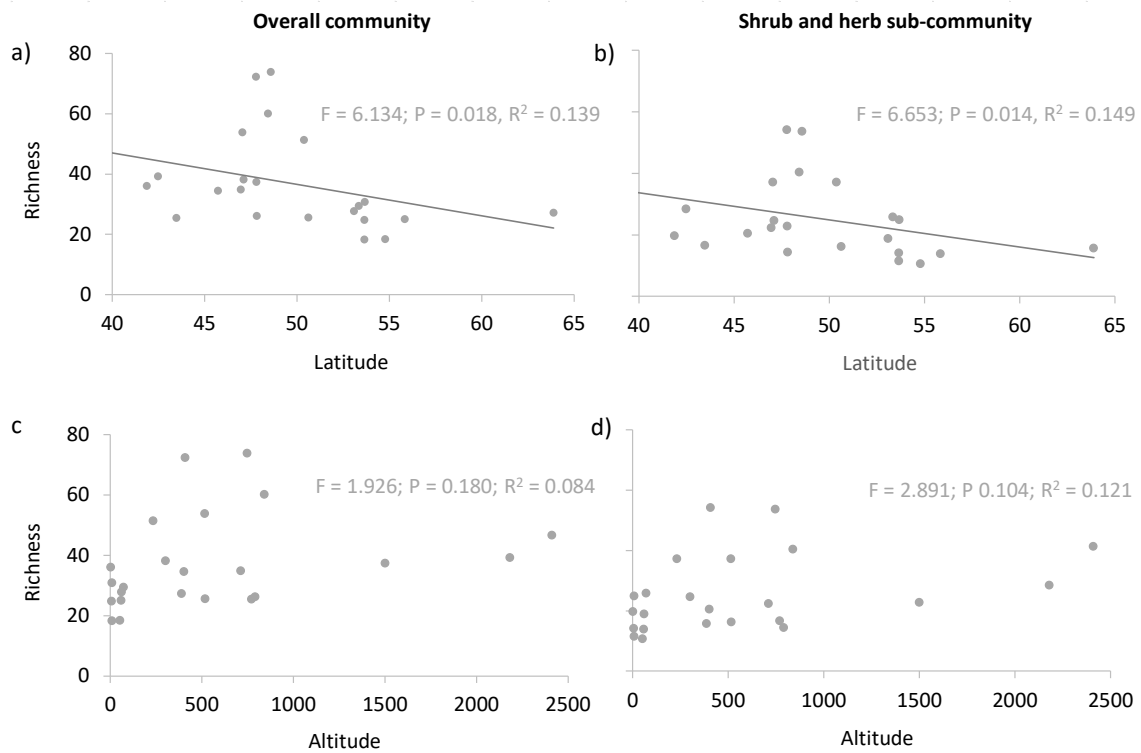 Overall community
Shrub and herb sub-community
a)
80
60
40
20
0
Richness
F = 6.134; P = 0.018, R² = 0.139
40 45 50 55 60 65
Latitude
b)
F = 6.653; P = 0.014, R² = 0.149
40 45 50 55 60 65
Latitude
c
80
60
40
20
0
Richness
F = 1.926; P = 0.180; R² = 0.084
0 500 1000 1500 2000 2500
Altitude
d)
F = 2.891; P 0.104; R² = 0.121
0 500 1000 1500 2000 2500
Altitude